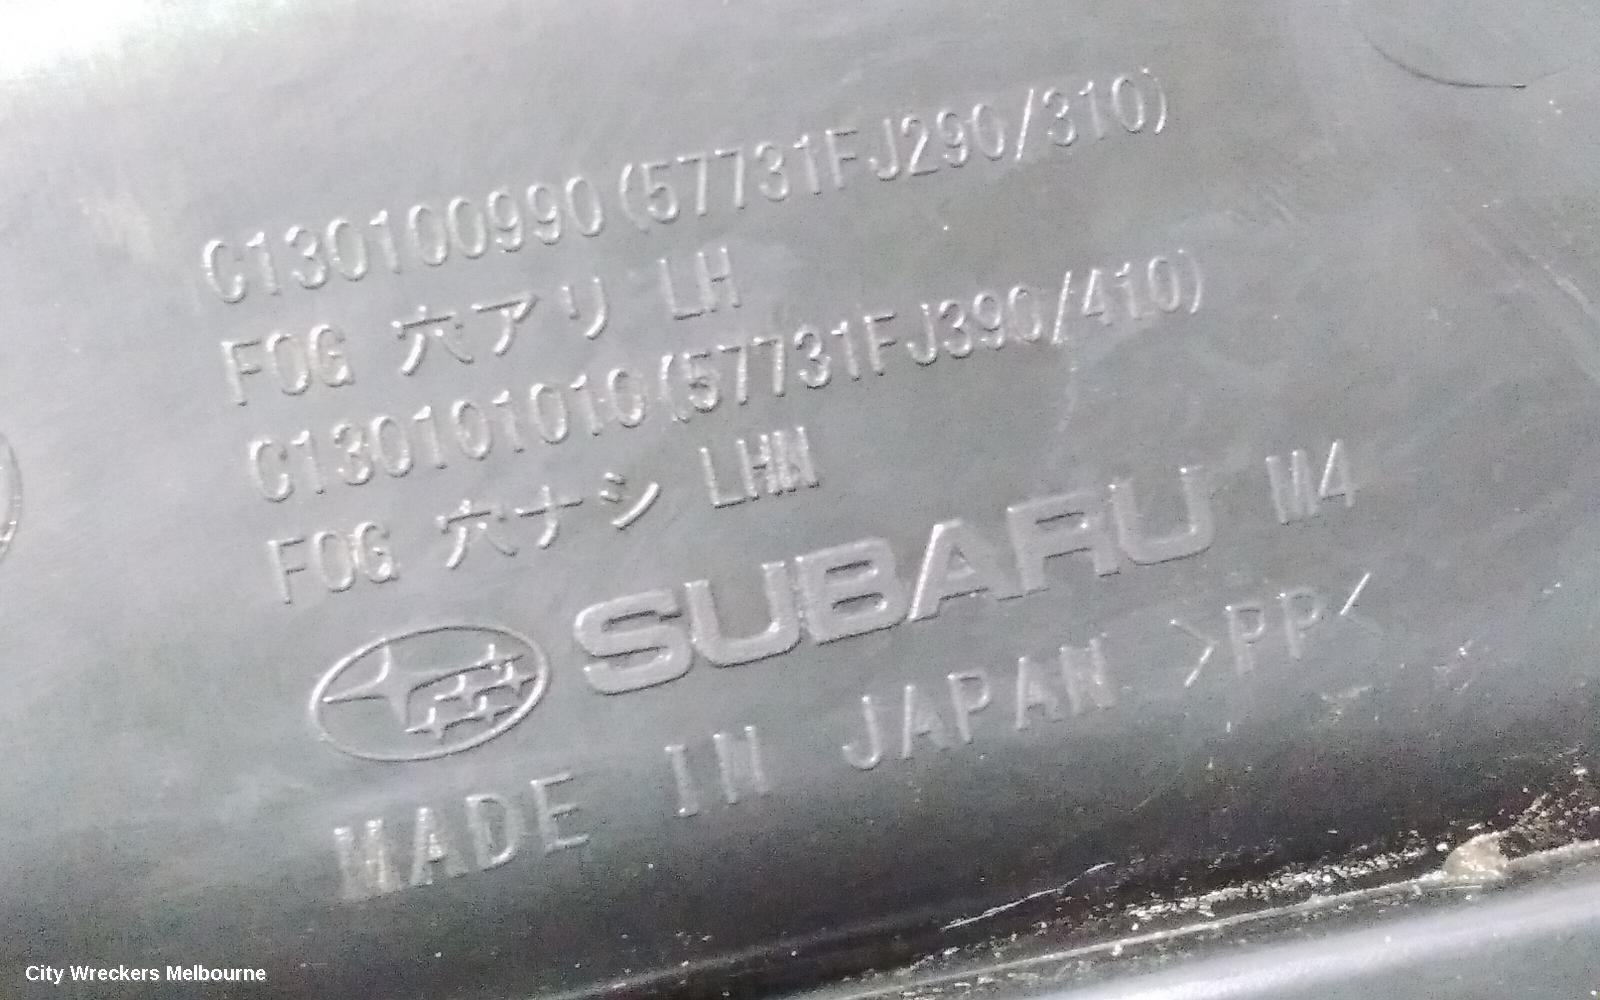 C130100990(57731FJ290/310)
FOG 穴アリ LH
C130101010(57731FJ390/410)
FOG 穴ナシ LHN
SUBARU M4
MADE IN JAPAN >PP<
City Wreckers Melbourne